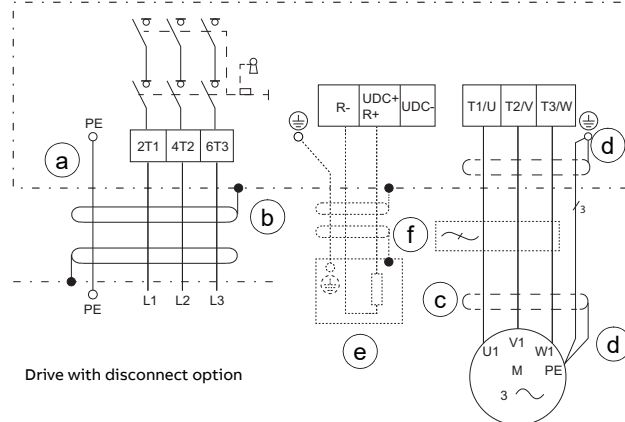 R-
UDC+
R+
UDC-
T1/U
T2/V
T3/W
PE
2T1
4T2
6T3
a
d
b
3
f
c
L1
L2
L3
PE
e
U1
V1
W1
M
PE
3
d
Drive with disconnect option